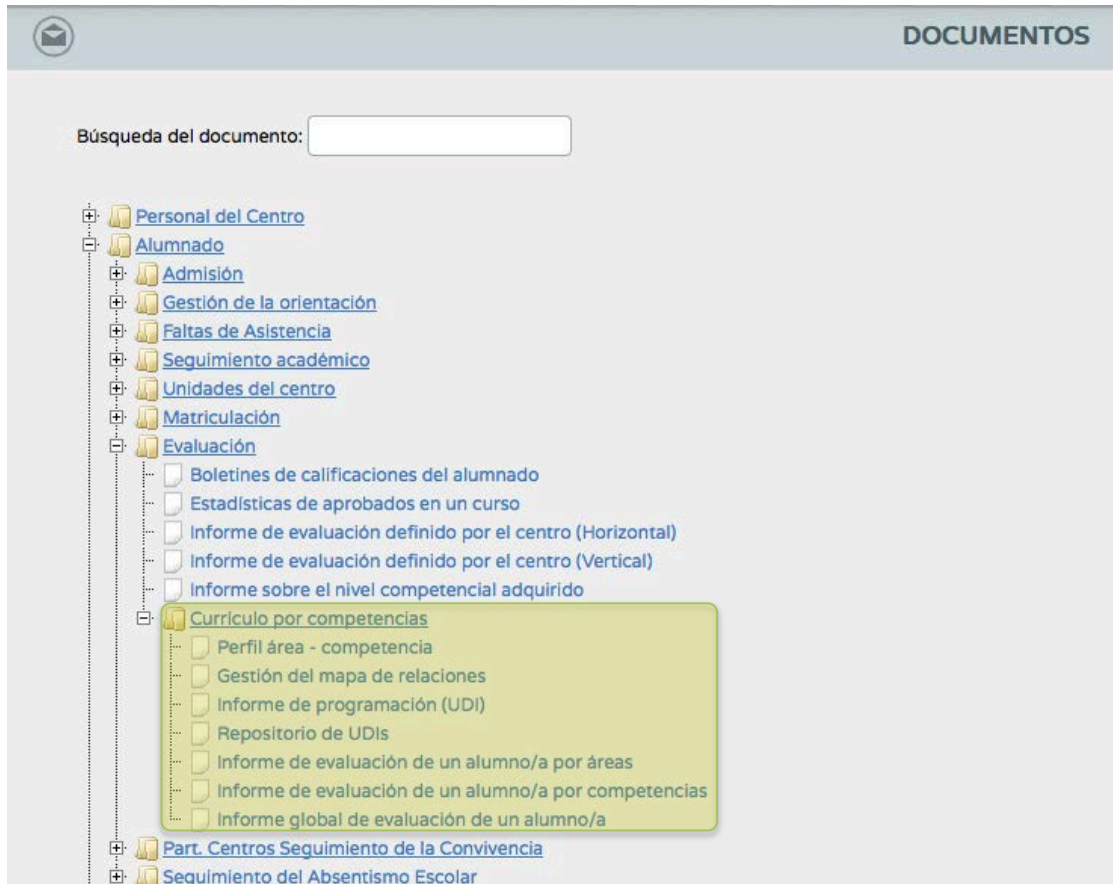 DOCUMENTOS
Búsqueda del documento:
Personal del Centro
Alumnado
Admisión
Gestión de la orientación
Faltas de Asistencia
Seguimiento académico
Unidades del centro
Matriculación
Evaluación
Boletines de calificaciones del alumnado
Estadísticas de aprobados en un curso
Informe de evaluación definido por el centro (Horizontal)
Informe de evaluación definido por el centro (Vertical)
Informe sobre el nivel competencial adquirido
Currículo por competencias
Perfil área - competencia
Gestión del mapa de relaciones
Informe de programación (UDI)
Repositorio de UDIs
Informe de evaluación de un alumno/a por áreas
Informe de evaluación de un alumno/a por competencias
Informe global de evaluación de un alumno/a
Part. Centros Seguimiento de la Convivencia
Seguimiento del Absentismo Escolar